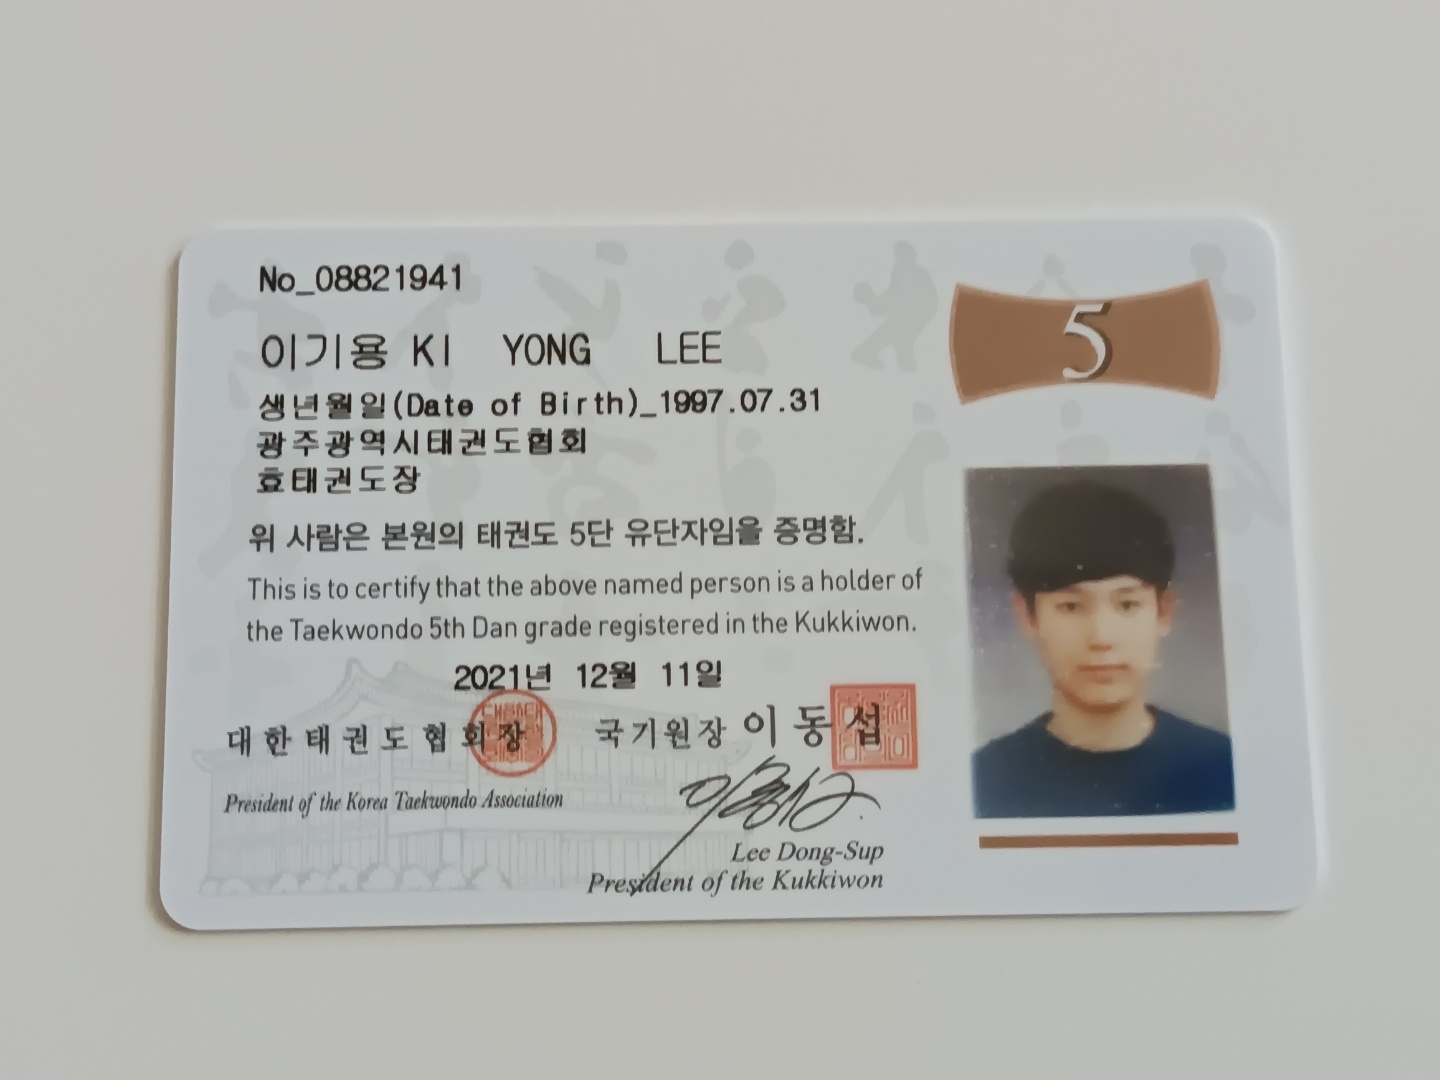 No_08821941
5
이기용 KI YONG LEE
생년월일(Date of Birth)_1997.07.31
광주광역시태권도협회
효태권도장
위 사람은 본원의 태권도 5단 유단자임을 증명함.
This is to certify that the above named person is a holder of
the Taekwondo 5th Dan grade registered in the Kukkiwon.
2021년 12월 11일
대한태권도협회장 국기원장 이동섭
President of the Korea Taekwondo Association
Lee Dong-Sup
President of the Kukkiwon